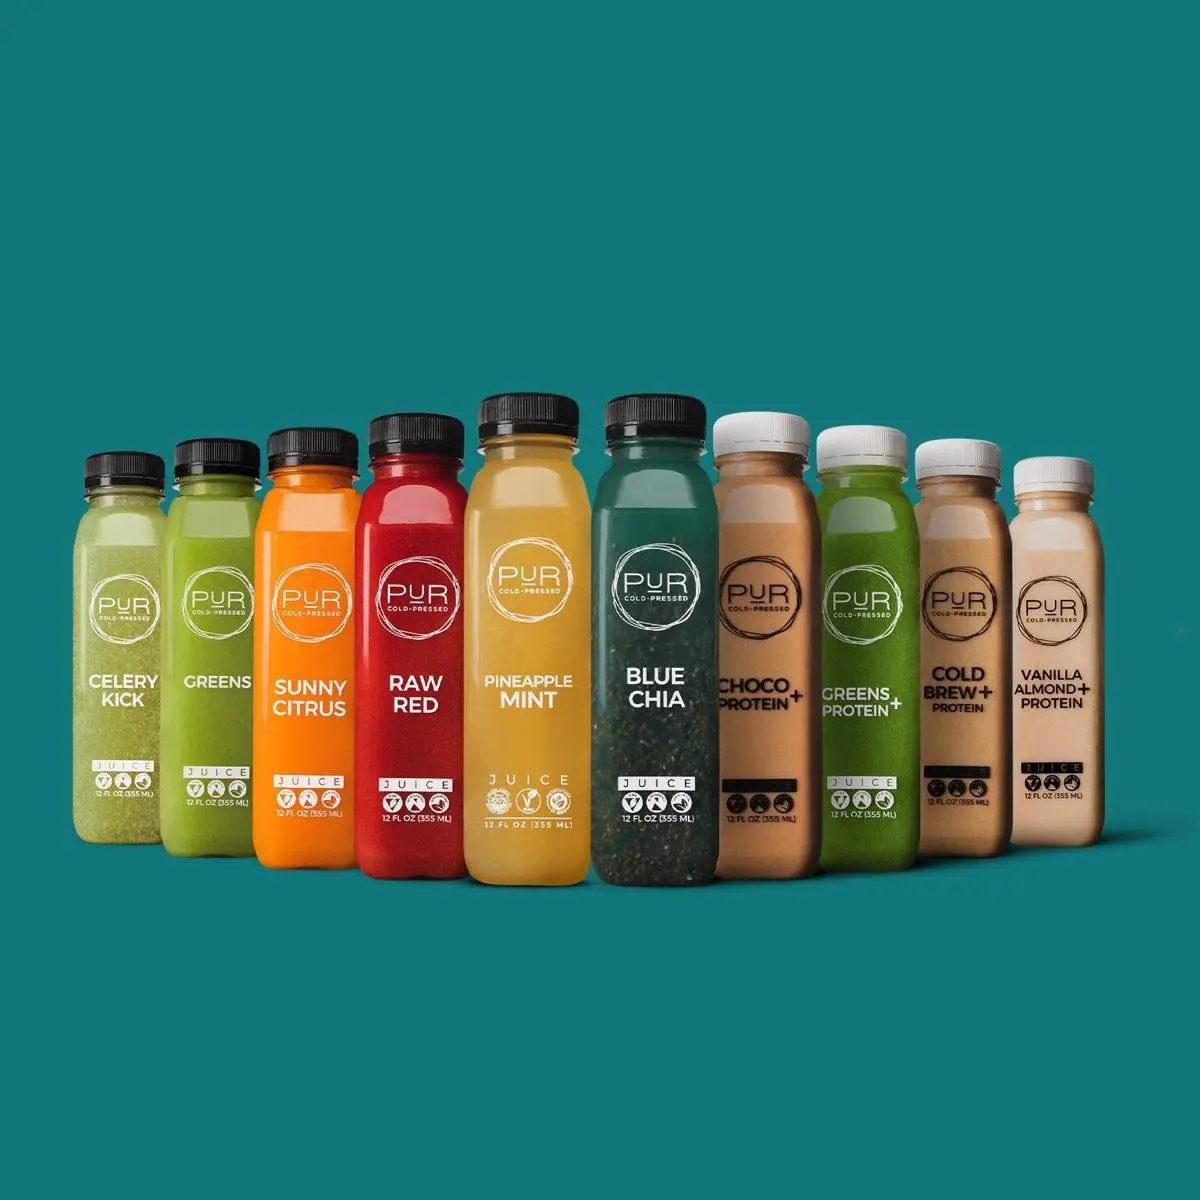 PUR
COLD-PRESSED
CELERY
KICK
JUICE
12 FL OZ (355 ML)
PUR
COLD-PRESSED
GREENS
JUICE
12 FL OZ (355 ML)
PUR
COLD-PRESSED
SUNNY
CITRUS
JUICE
12 FL OZ (355 ML)
PUR
COLD-PRESSED
RAW
RED
JUICE
12 FL OZ (355 ML)
PUR
COLD-PRESSED
PINEAPPLE
MINT
JUICE
12 FL OZ (355 ML)
PUR
COLD-PRESSED
BLUE
CHIA
JUICE
12 FL OZ (355 ML)
PUR
COLD-PRESSED
CHOCO+
PROTEIN
12 FL OZ (355 ML)
PUR
COLD-PRESSED
GREENS+
PROTEIN
JUICE
12 FL OZ (355 ML)
PUR
COLD-PRESSED
COLD
BREW+
PROTEIN
12 FL OZ (355 ML)
PUR
COLD-PRESSED
VANILLA
ALMOND+
PROTEIN
JUICE
12 FL OZ (355 ML)